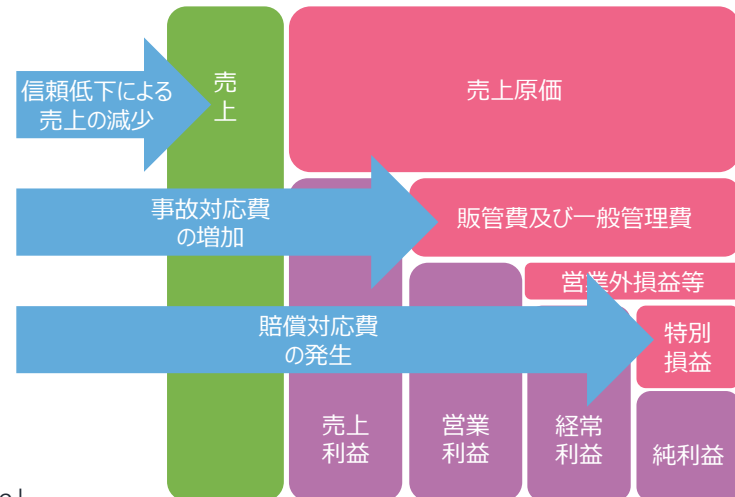 信頼低下による
売上の減少
売
上
売上原価
事故対応費
の増加
販管費及び一般管理費
営業外損益等
賠償対応費
の発生
特別
損益
売上
利益
営業
利益
経常
利益
純利益